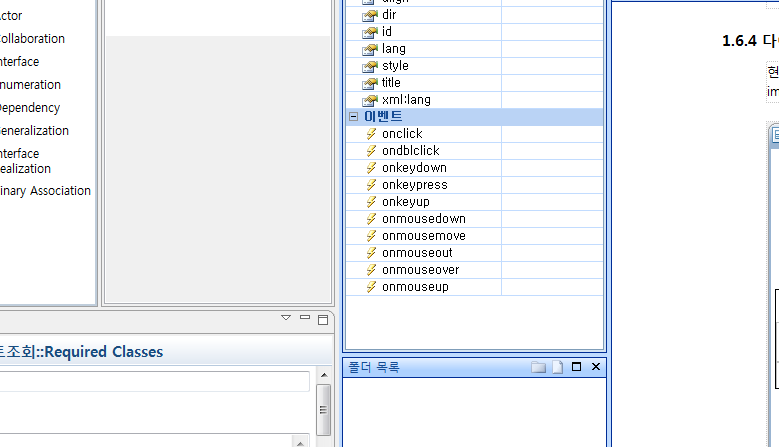 ctor
ollaboration
nterface
numeration
ependency
eneralization
nterface
ealization
inary Association
dir
id
lang
style
title
xml:lang
이벤트
onclick
ondblclick
onkeydown
onkeypress
onkeyup
onmousedown
onmousemove
onmouseout
onmouseover
onmouseup
폴더 목록
트조회::Required Classes
1.6.4 다
현
im